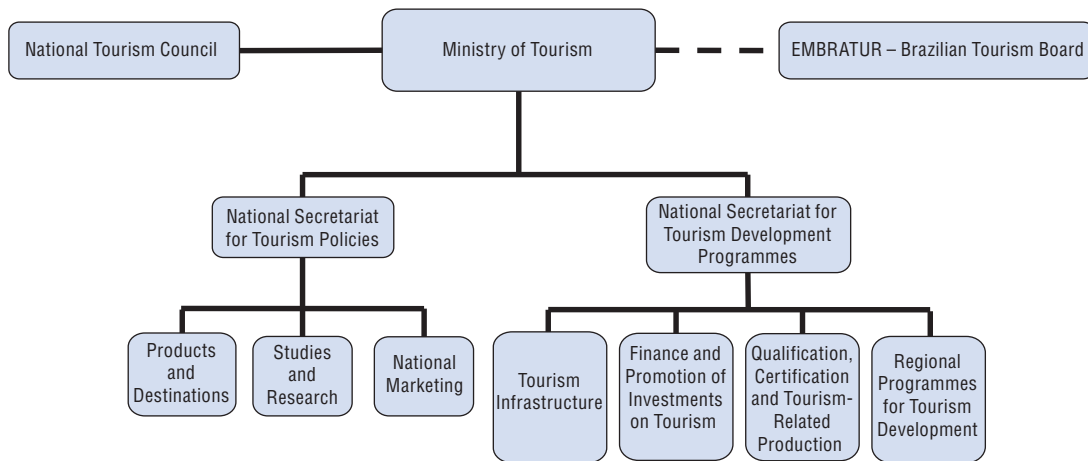 National Tourism Council
Ministry of Tourism
EMBRATUR – Brazilian Tourism Board
National Secretariat
for Tourism Policies
National Secretariat for
Tourism Development
Programmes
Products
and
Destinations
Studies
and
Research
National
Marketing
Tourism
Infrastructure
Finance and
Promotion of
Investments
on Tourism
Qualification,
Certification
and Tourism-
Related
Production
Regional
Programmes
for Tourism
Development